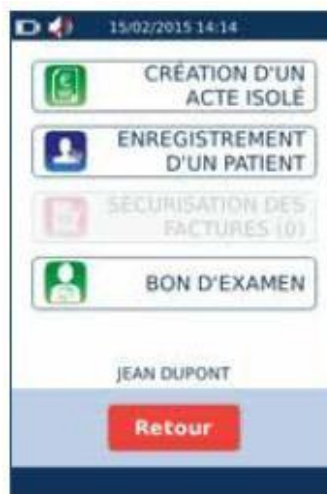 15/02/2015 14:14
CRÉATION D'UN
ACTE ISOLÉ
ENREGISTREMENT
D'UN PATIENT
SÉCURISATION DES
FACTURES (0)
BON D'EXAMEN
JEAN DUPONT
Retour